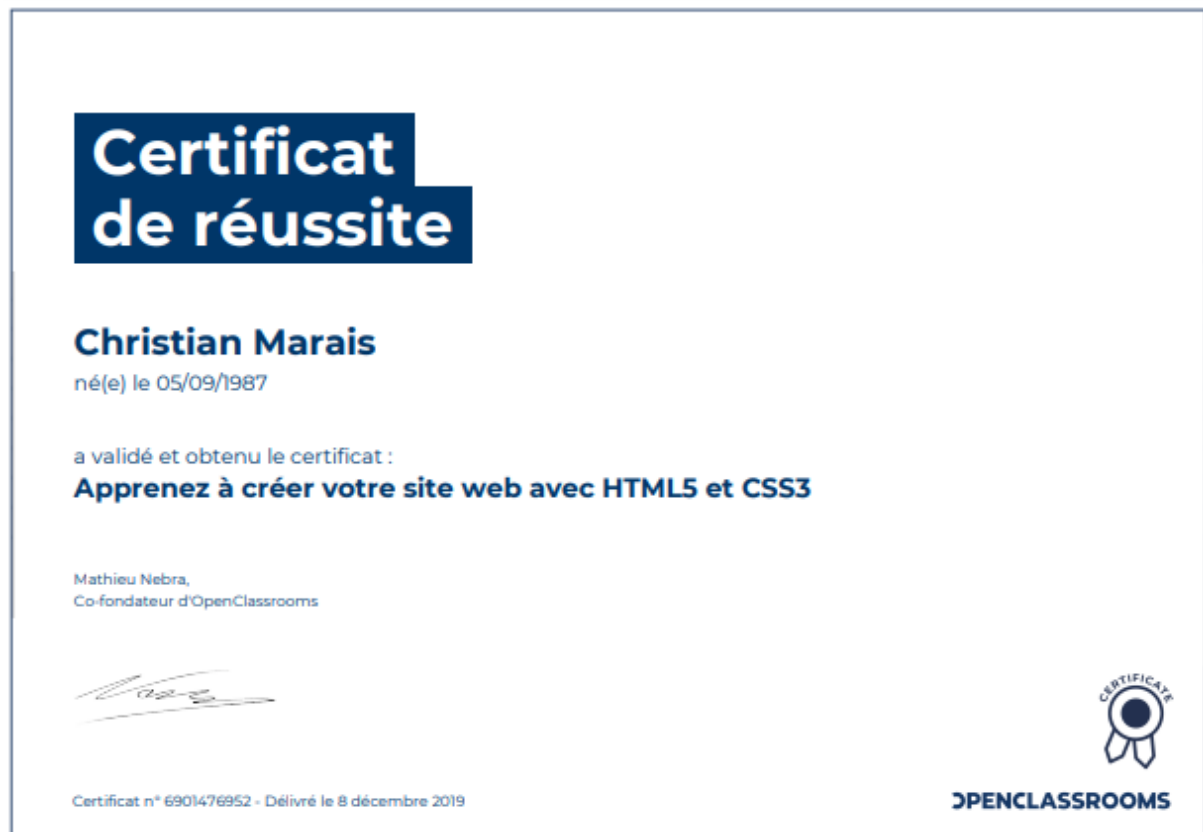 Certificat
de réussite
Christian Marais
né(e) le 05/09/1987
a validé et obtenu le certificat :
Apprenez à créer votre site web avec HTML5 et CSS3
Mathieu Nebra,
Co-fondateur d'OpenClassrooms
CERTIFICATE
Certificat n° 6901476952 - Délivré le 8 décembre 2019
OPENCLASSROOMS